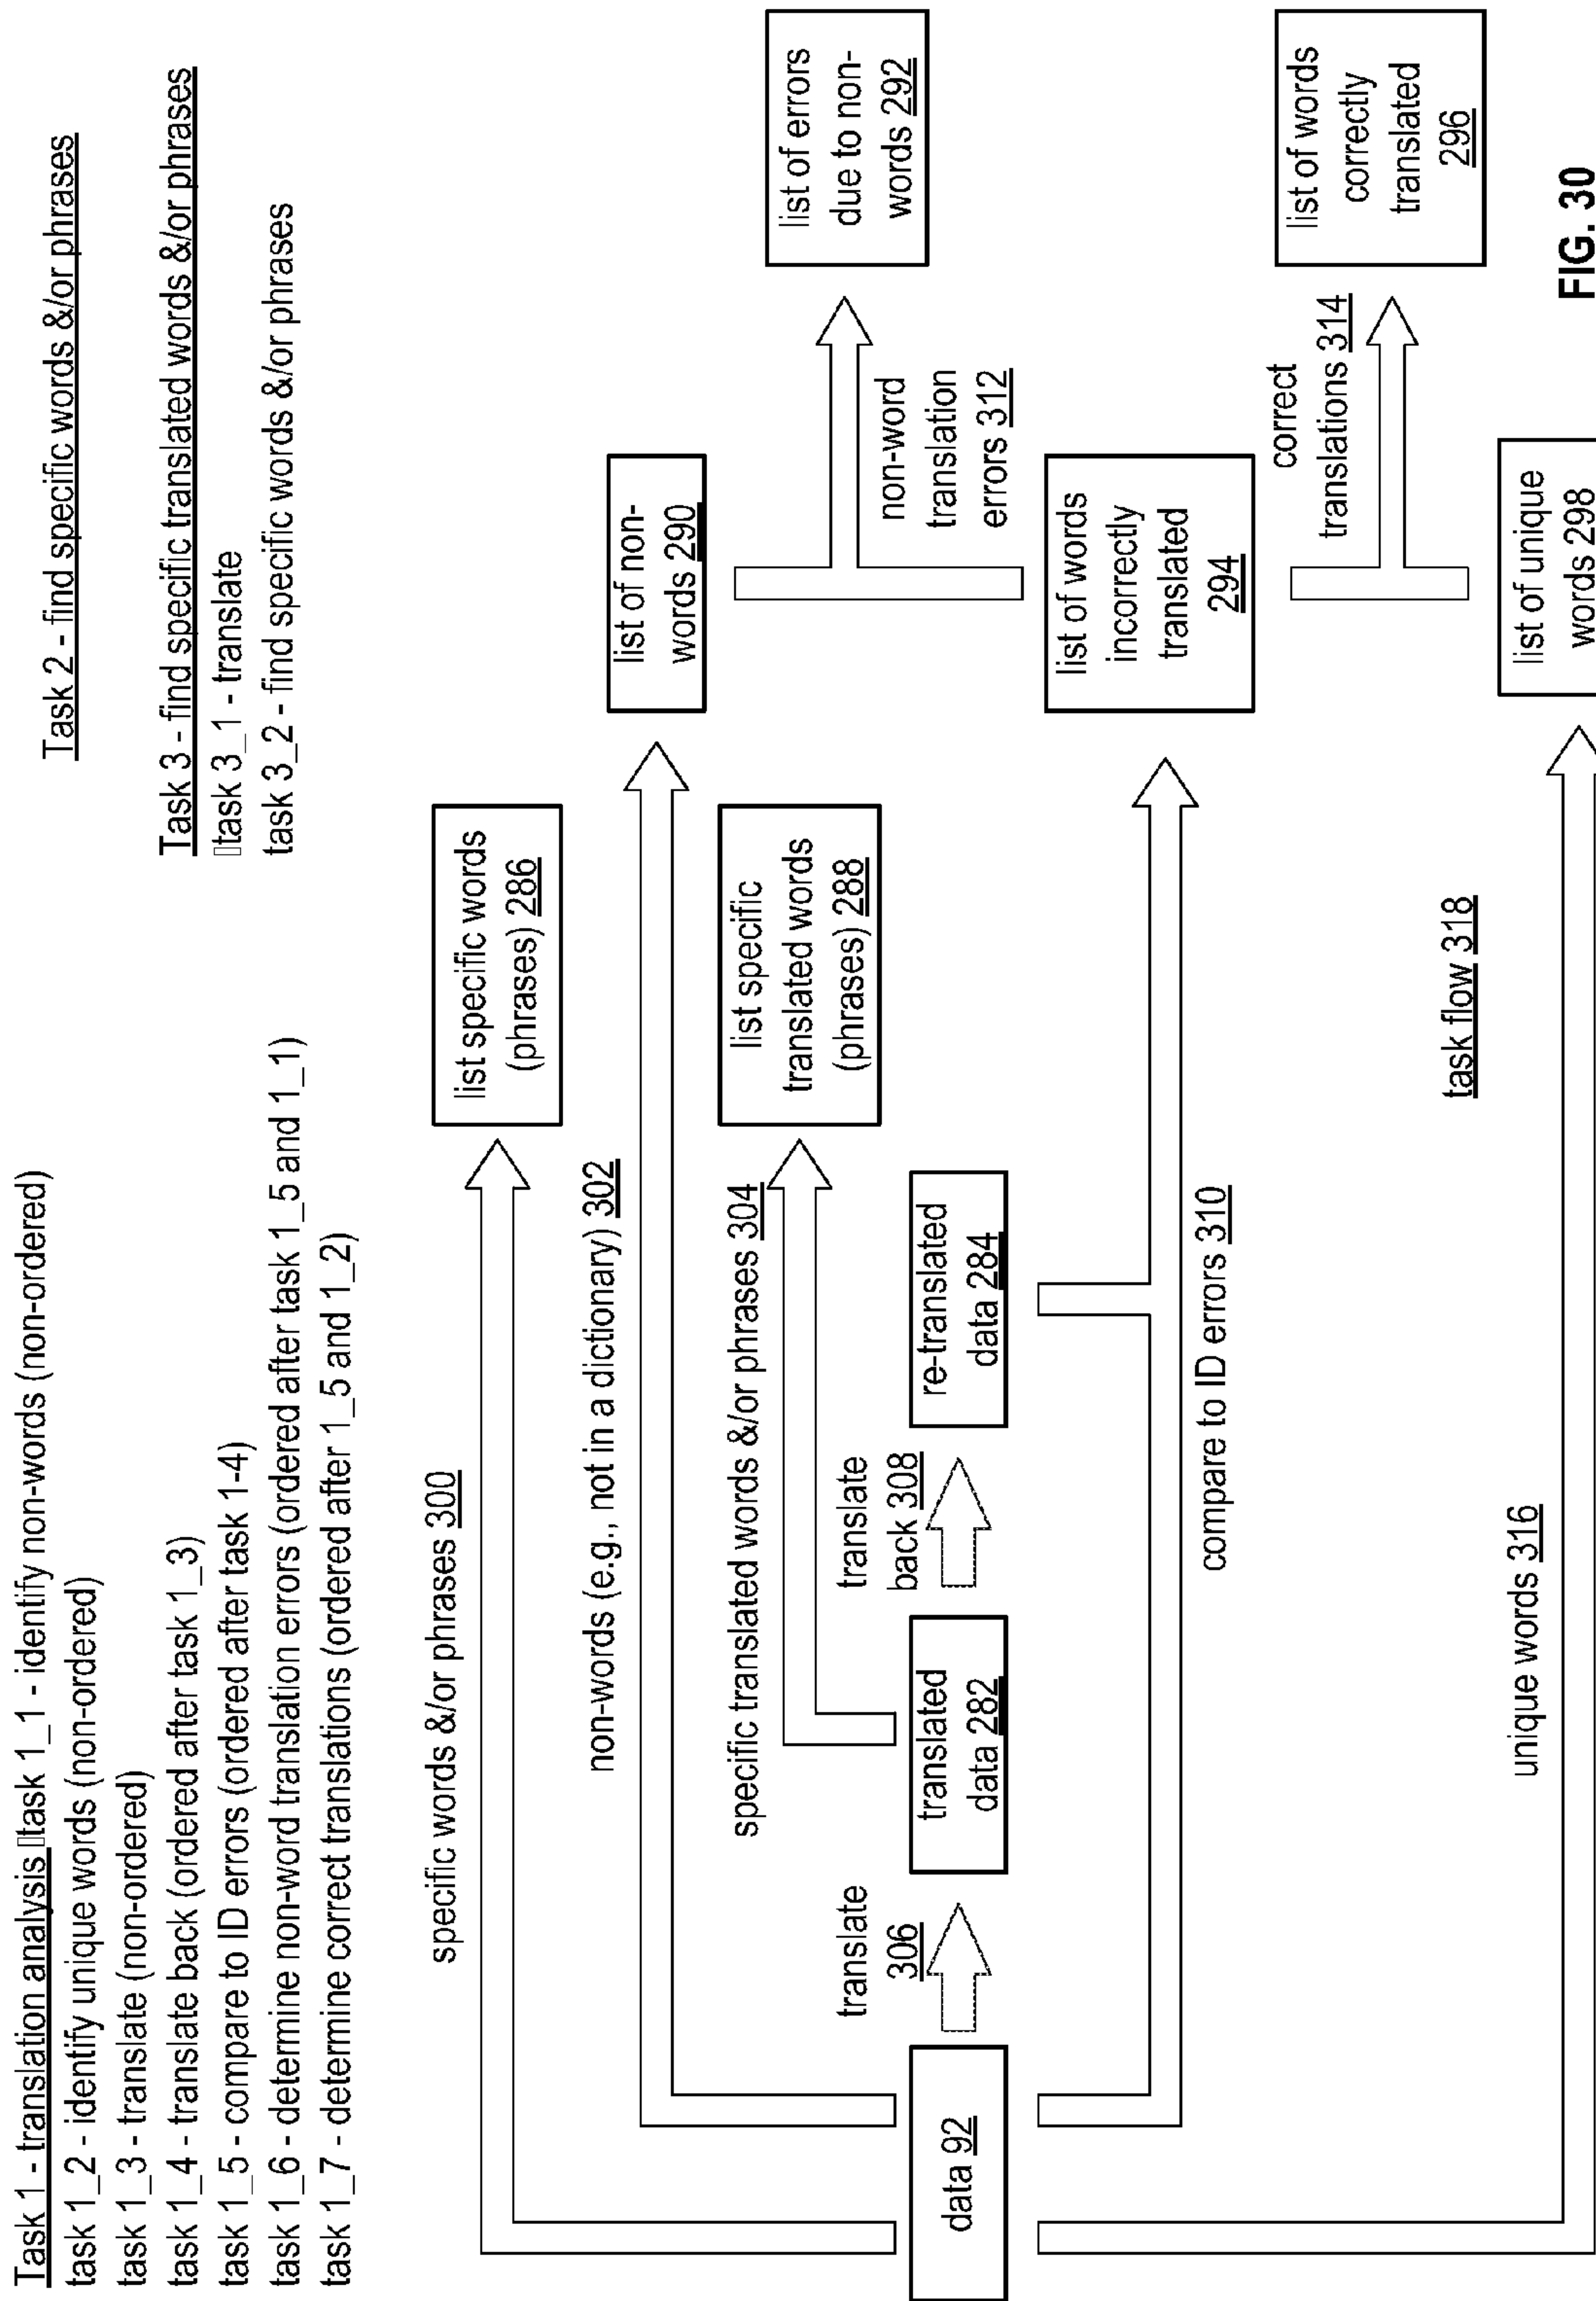 Task 1 - translation analysis ▯task 1_1 - identify non-words (non-ordered)
task 1_2 - identify unique words (non-ordered)
task 1_3 - translate (non-ordered)
task 1_4 - translate back (ordered after task 1_3)
task 1_5 - compare to ID errors (ordered after task 1-4)
task 1_6 - determine non-word translation errors (ordered after task 1_5 and 1_1)
task 1_7 - determine correct translations (ordered after 1_5 and 1_2)
Task 2 - find specific words &/or phrases
Task 3 - find specific translated words &/or phrases
▯task 3_1 - translate
task 3_2 - find specific words &/or phrases
specific words &/or phrases 300
list specific words
(phrases) 286
non-words (e.g., not in a dictionary) 302
list of non-
words 290
specific translated words &/or phrases 304
list specific
translated words
(phrases) 288
data 92
translate
306
translated
data 282
translate
back 308
re-translated
data 284
compare to ID errors 310
list of words
incorrectly
translated
294
non-word
translation
errors 312
list of errors
due to non-
words 292
correct
translations 314
list of words
correctly
translated
296
unique words 316
list of unique
words 298
task flow 318
FIG. 30